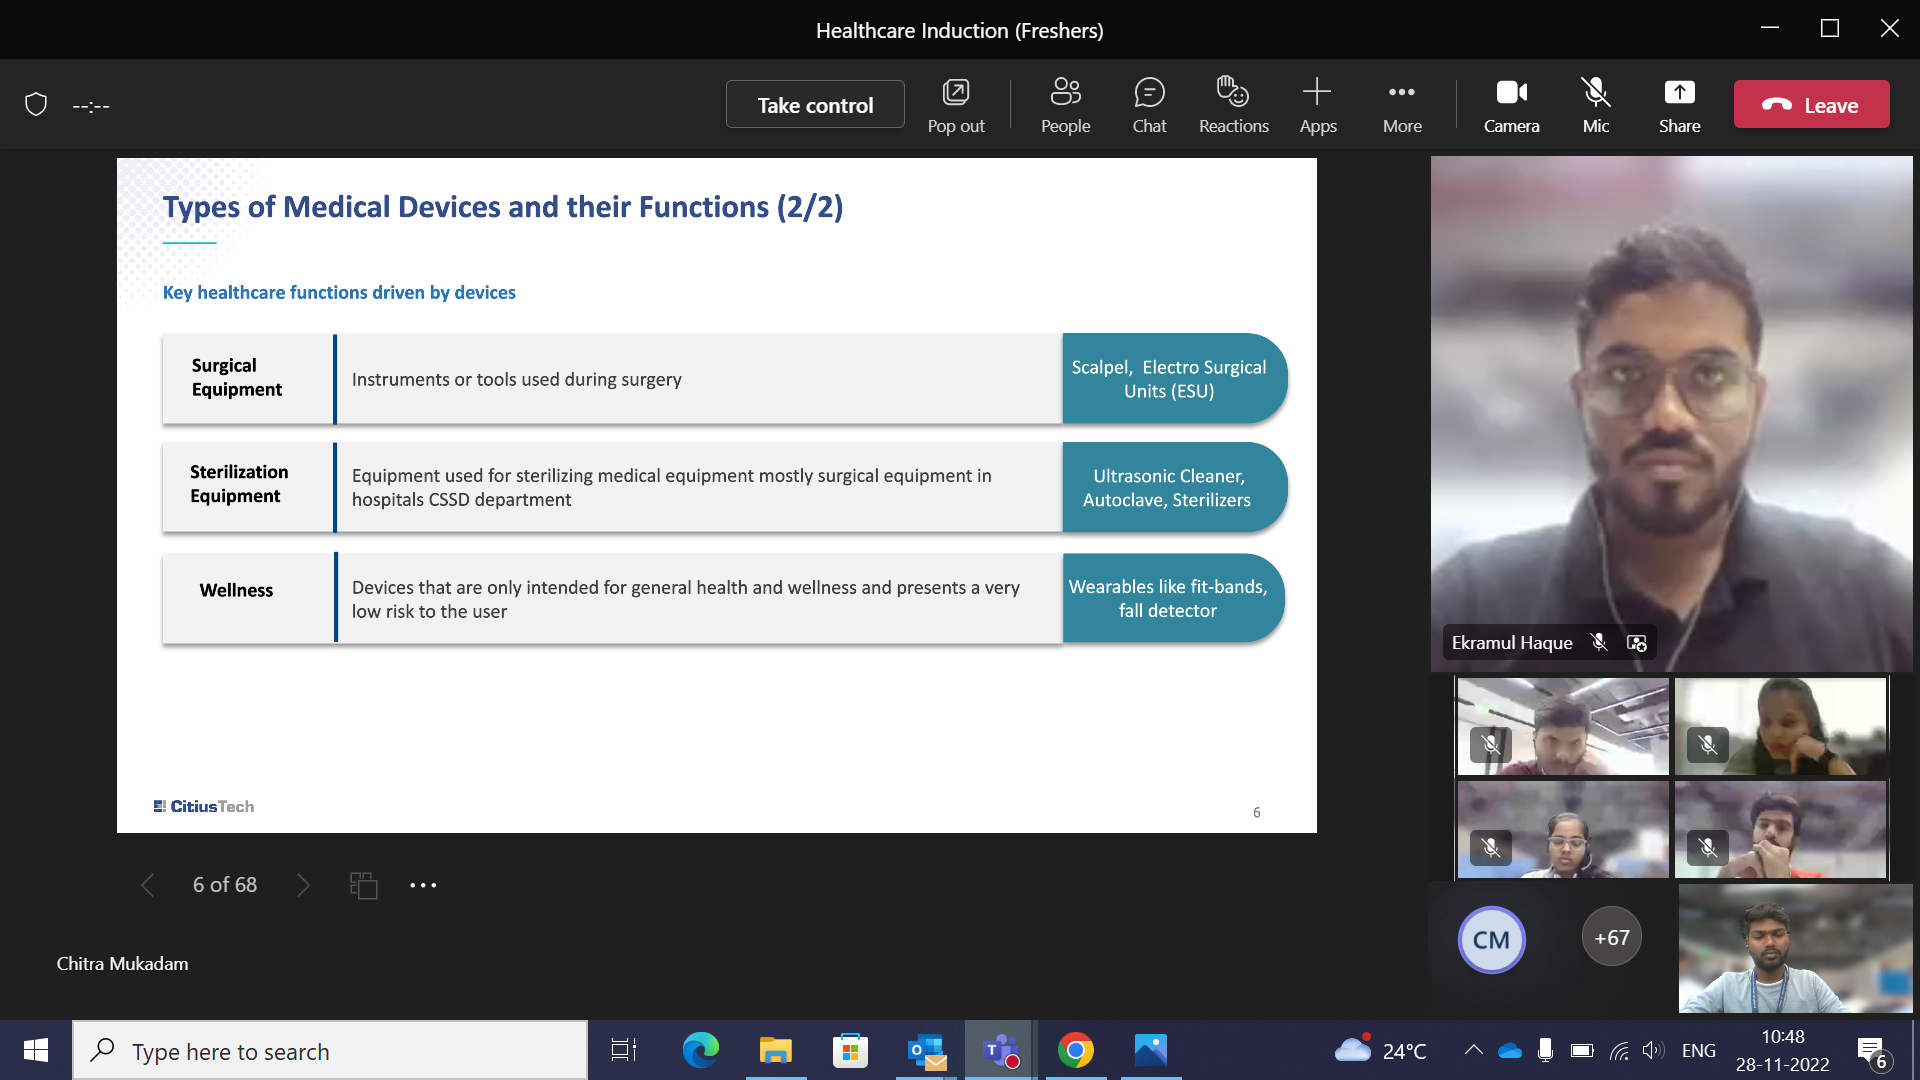 Healthcare Induction (Freshers)
--:--
Take control
Pop out
People
Chat
Reactions
Apps
More
Camera
Mic
Share
Leave
Types of Medical Devices and their Functions (2/2)
Key healthcare functions driven by devices
Surgical
Equipment
Instruments or tools used during surgery
Scalpel, Electro Surgical
Units (ESU)
Sterilization
Equipment
Equipment used for sterilizing medical equipment mostly surgical equipment in
hospitals CSSD department
Ultrasonic Cleaner,
Autoclave, Sterilizers
Wellness
Devices that are only intended for general health and wellness and presents a very
low risk to the user
Wearables like fit-bands,
fall detector
CitiusTech
6
Ekramul Haque
6 of 68
CM
+67
Chitra Mukadam
Type here to search
24°C
ENG
10:48
28-11-2022
6